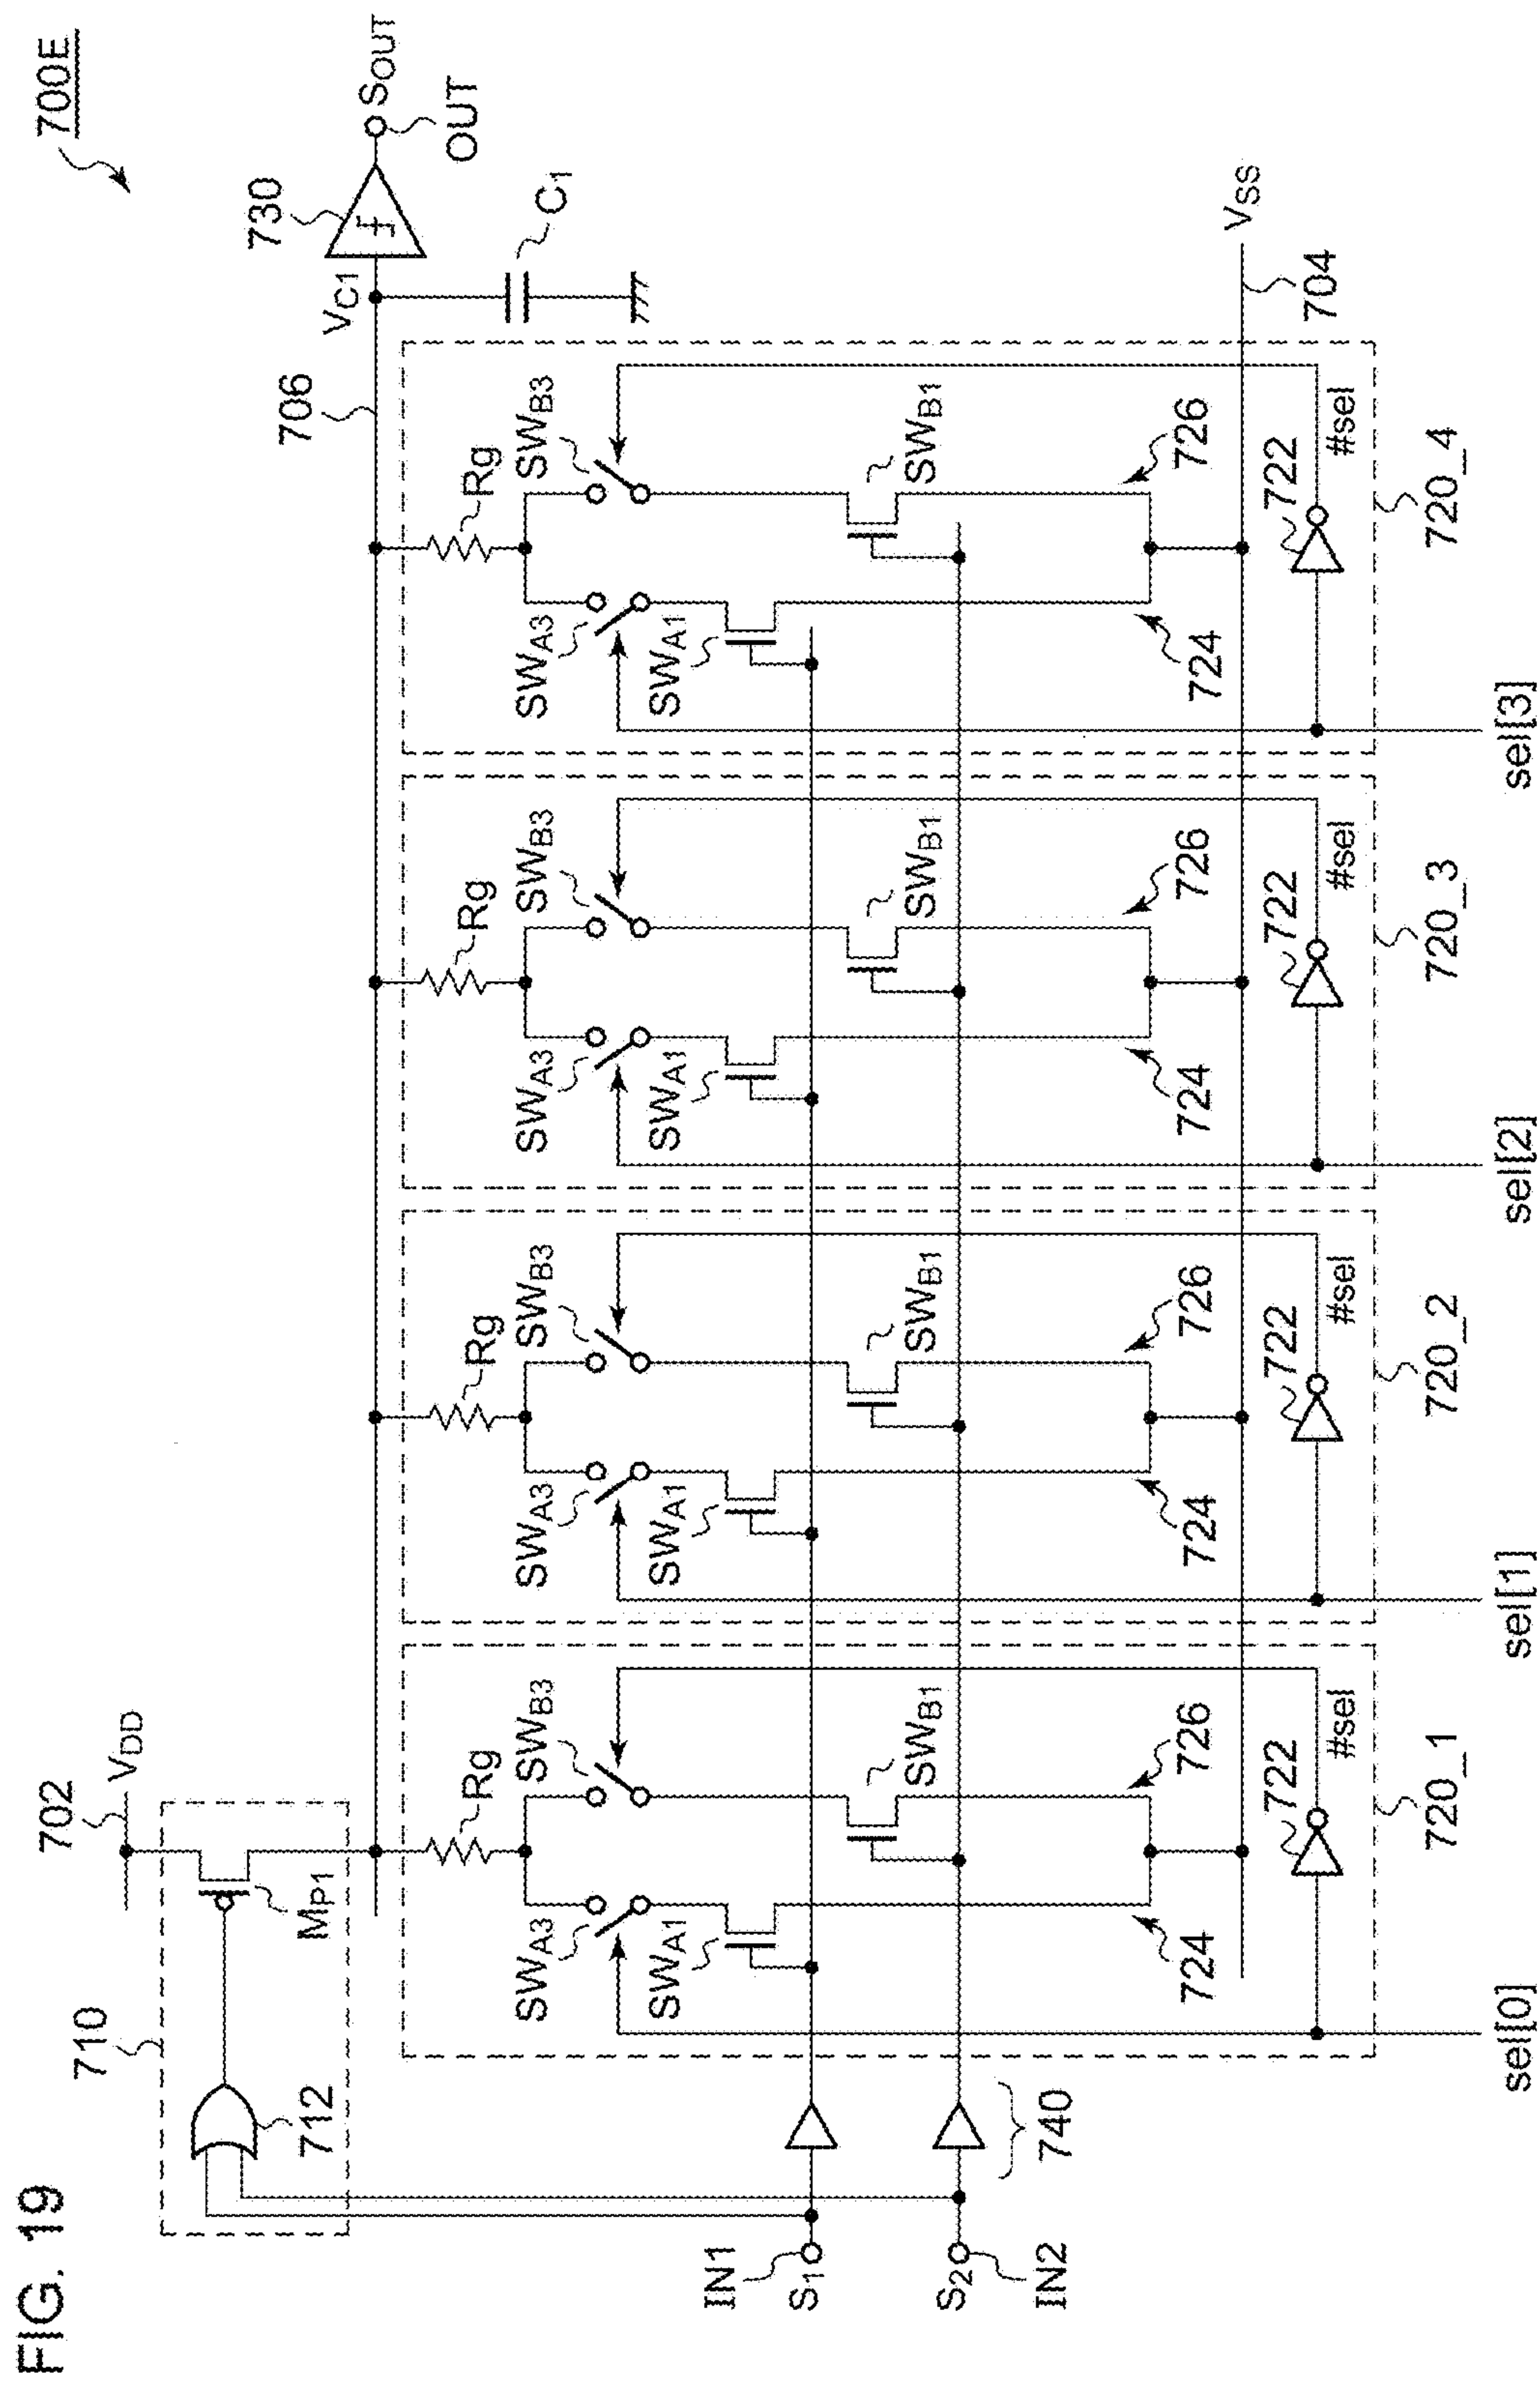 FIG. 19
700E
702
VDD
710
712
MP1
706
VC1
730
SOUT
OUT
C1
Rg
SWA3
SWB3
SWA1
SWB1
724
726
722
#sel
720_1
sel[0]
Rg
SWA3
SWB3
SWA1
SWB1
724
726
722
#sel
720_2
sel[1]
Rg
SWA3
SWB3
SWA1
SWB1
724
726
722
#sel
720_3
sel[2]
Rg
SWA3
SWB3
SWA1
SWB1
724
726
722
#sel
720_4
sel[3]
VSS
704
IN1
S1
S2
IN2
740